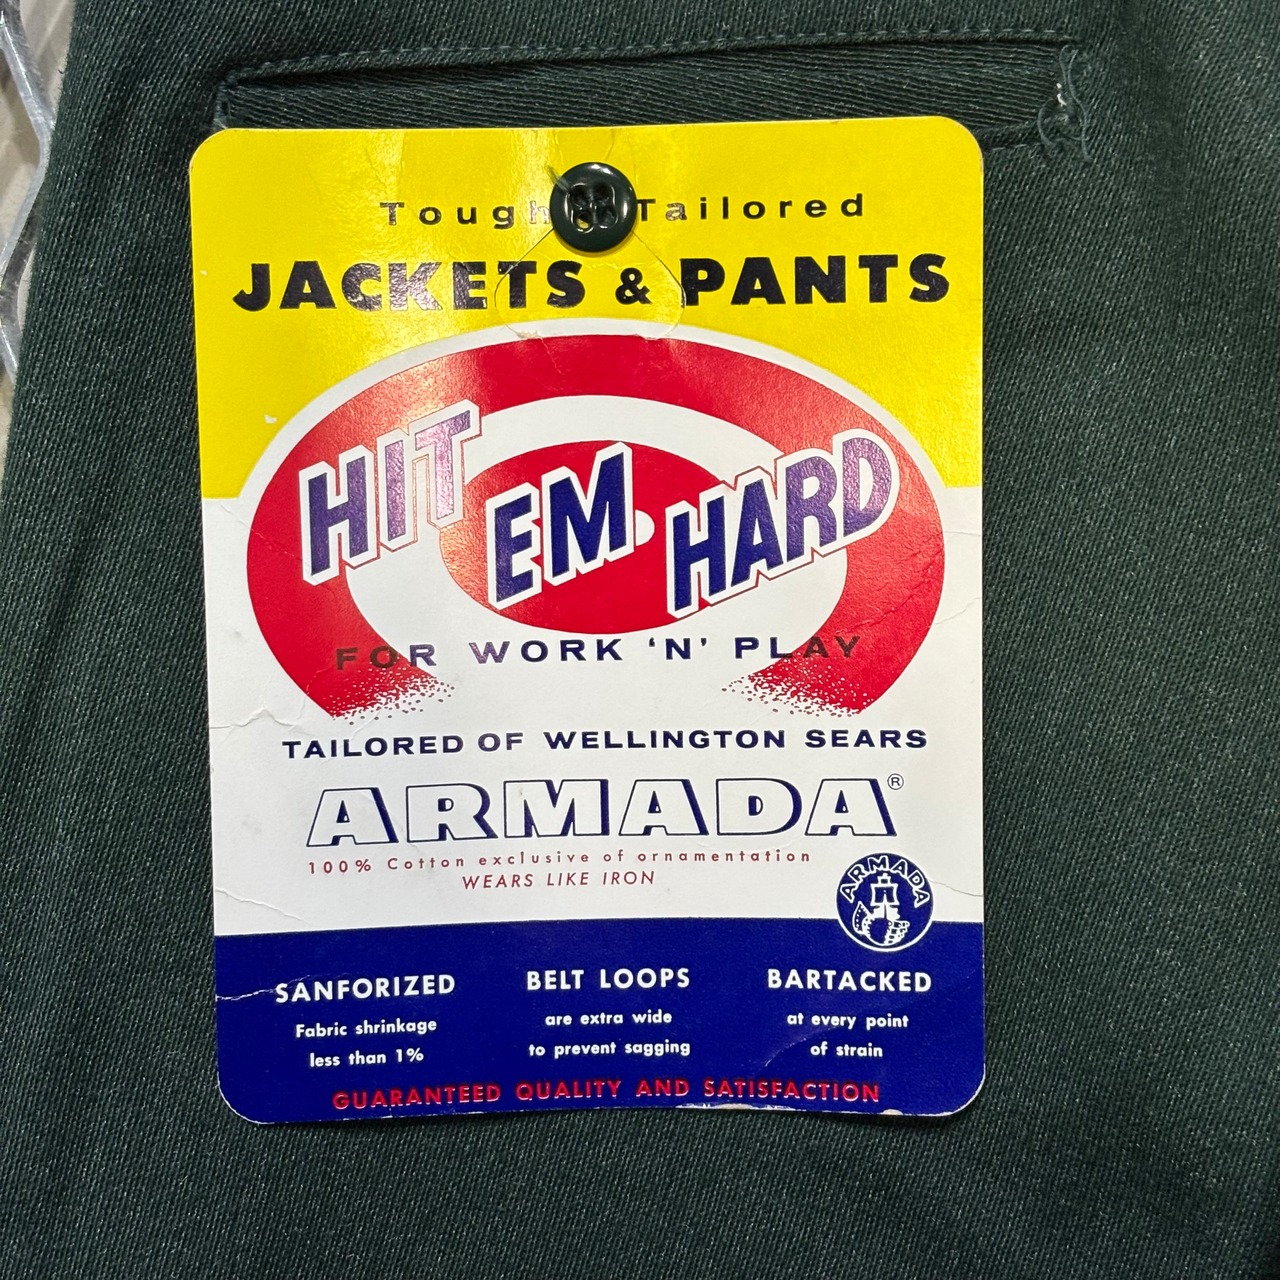 Tough Tailored
JACKETS & PANTS
HIT EM HARD
FOR WORK 'N' PLAY
TAILORED OF WELLINGTON SEARS
ARMADA®
100% Cotton exclusive of ornamentation
WEARS LIKE IRON
ARMADA
SANFORIZED
Fabric shrinkage
less than 1%
BELT LOOPS
are extra wide
to prevent sagging
BARTACKED
at every point
of strain
GUARANTEED QUALITY AND SATISFACTION